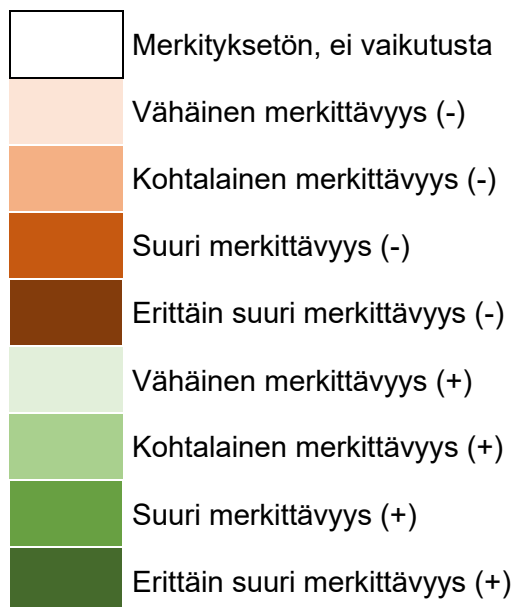 Merkityksetön, ei vaikutusta
Vähäinen merkittävyys (-)
Kohtalainen merkittävyys (-)
Suuri merkittävyys (-)
Erittäin suuri merkittävyys (-)
Vähäinen merkittävyys (+)
Kohtalainen merkittävyys (+)
Suuri merkittävyys (+)
Erittäin suuri merkittävyys (+)